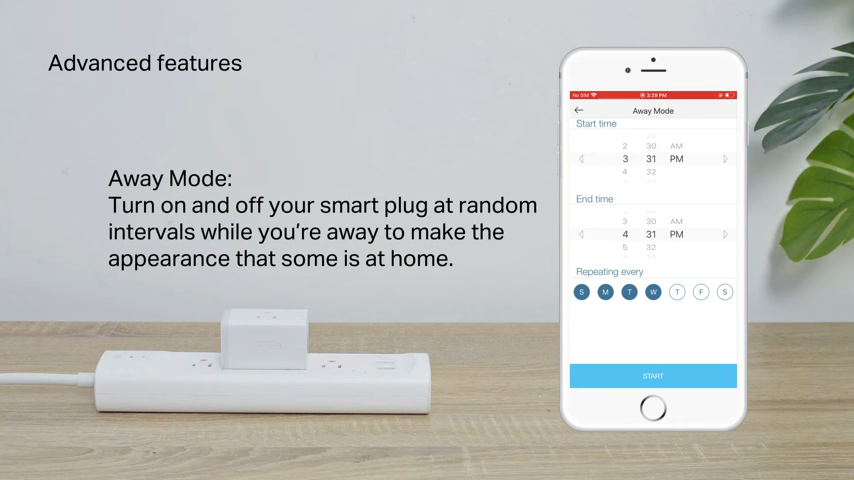 Advanced features
Away Mode:
Turn on and off your smart plug at random
intervals while you're away to make the
appearance that some is at home.
No SIM 3:29 PM
Away Mode
Start time
2 30 AM
3 31 PM
4 32
End time
3 30 AM
4 31 PM
5 32
Repeating every
S M T W T F S
START